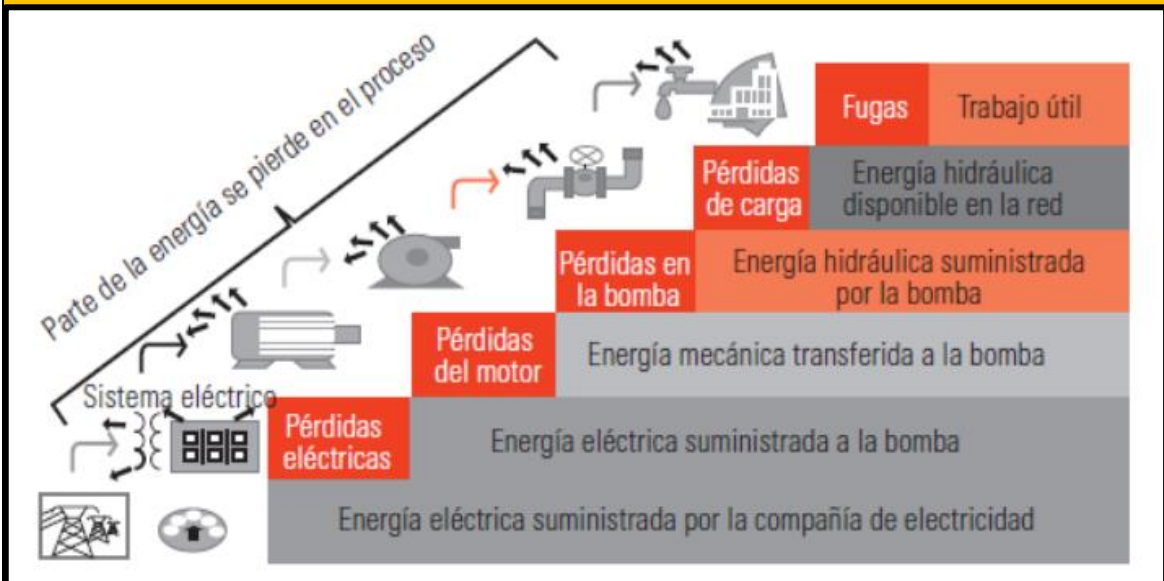 Parte de la energía se pierde en el proceso
Fugas
Trabajo útil
Pérdidas
de carga
Energía hidráulica
disponible en la red
Pérdidas en
la bomba
Energía hidráulica suministrada
por la bomba
Pérdidas
del motor
Energía mecánica transferida a la bomba
Sistema eléctrico
Pérdidas
eléctricas
Energía eléctrica suministrada a la bomba
Energía eléctrica suministrada por la compañía de electricidad